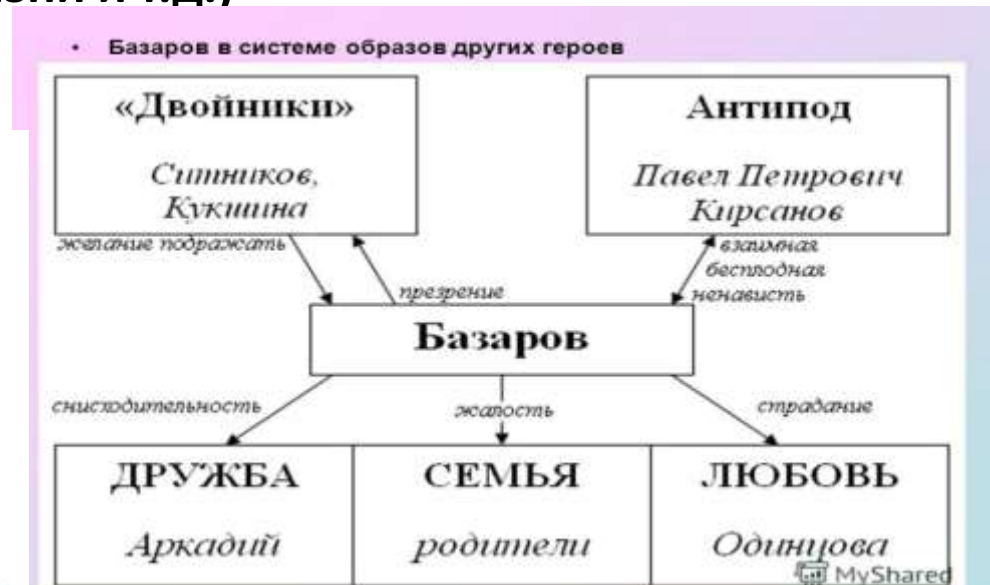 • Базаров в системе образов других героев
«Двойники»
Ситников,
Кукшина
Антипод
Павел Петрович
Кирсанов
желание подражать
презрение
взаимная
бесплодная
ненависть
Базаров
снисходительность
жалость
страдание
ДРУЖБА
Аркадий
СЕМЬЯ
родители
ЛЮБОВЬ
Одинцова
MyShared